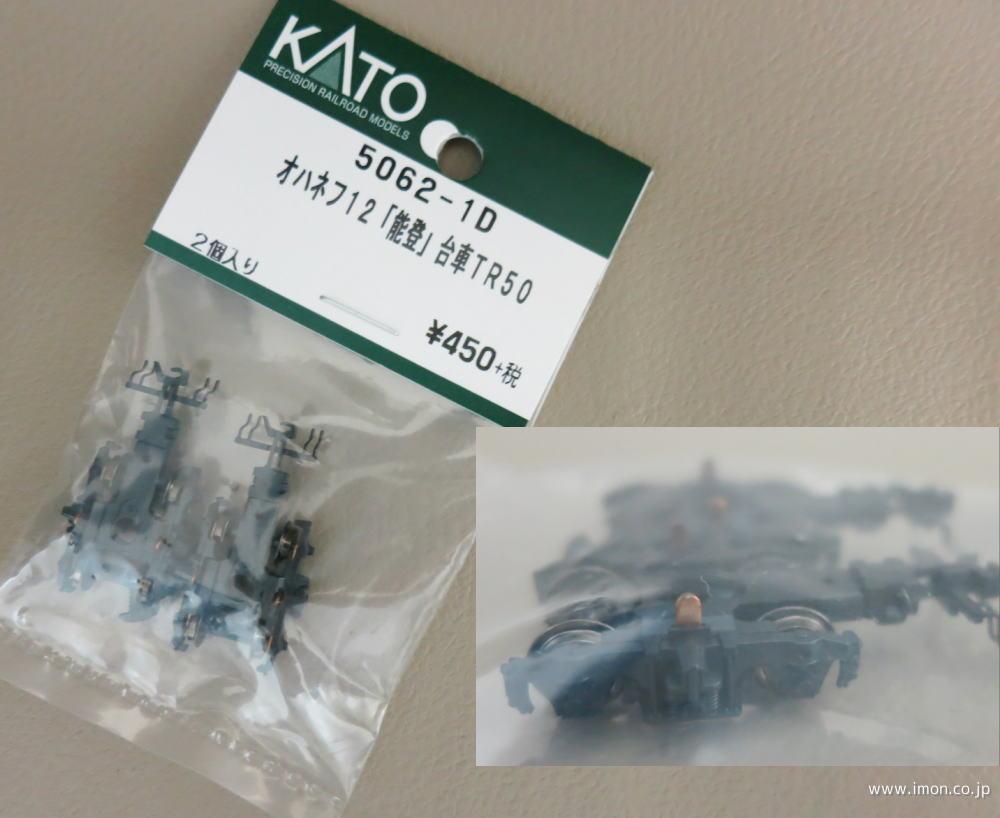 KATO
PRECISION RAILROAD MODELS
5062-1D
オハネフ12「能登」台車TR50
2個入り
¥450+税
www.imon.co.jp